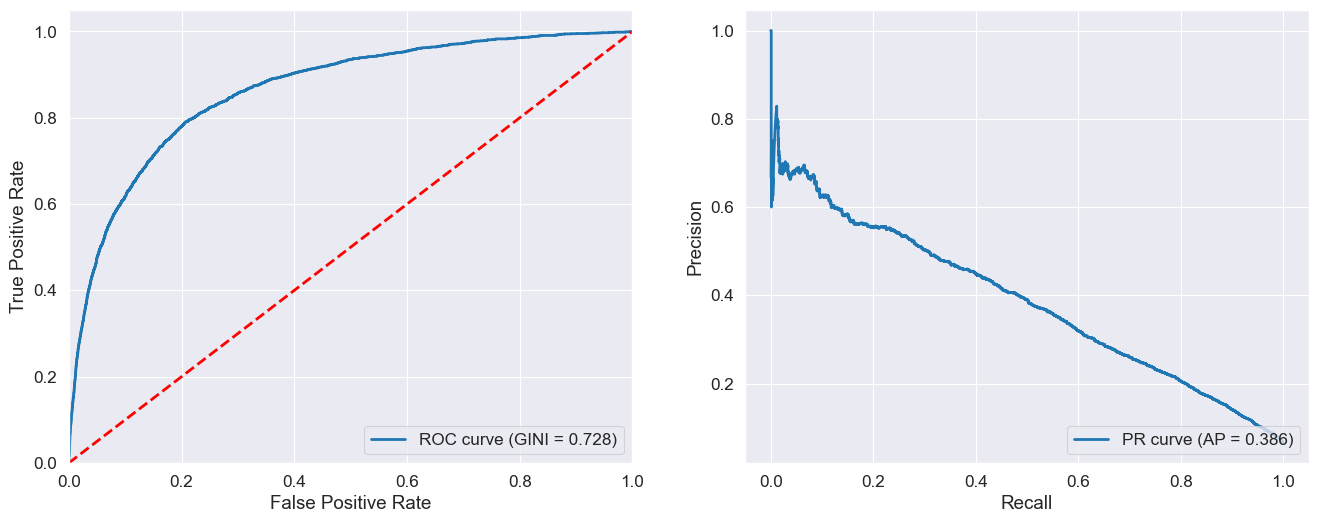 1.0
0.8
0.6
0.4
0.2
0.0
True Positive Rate
0.0 0.2 0.4 0.6 0.8 1.0
False Positive Rate
ROC curve (GINI = 0.728)
1.0
0.8
0.6
0.4
0.2
Precision
0.0 0.2 0.4 0.6 0.8 1.0
Recall
PR curve (AP = 0.386)